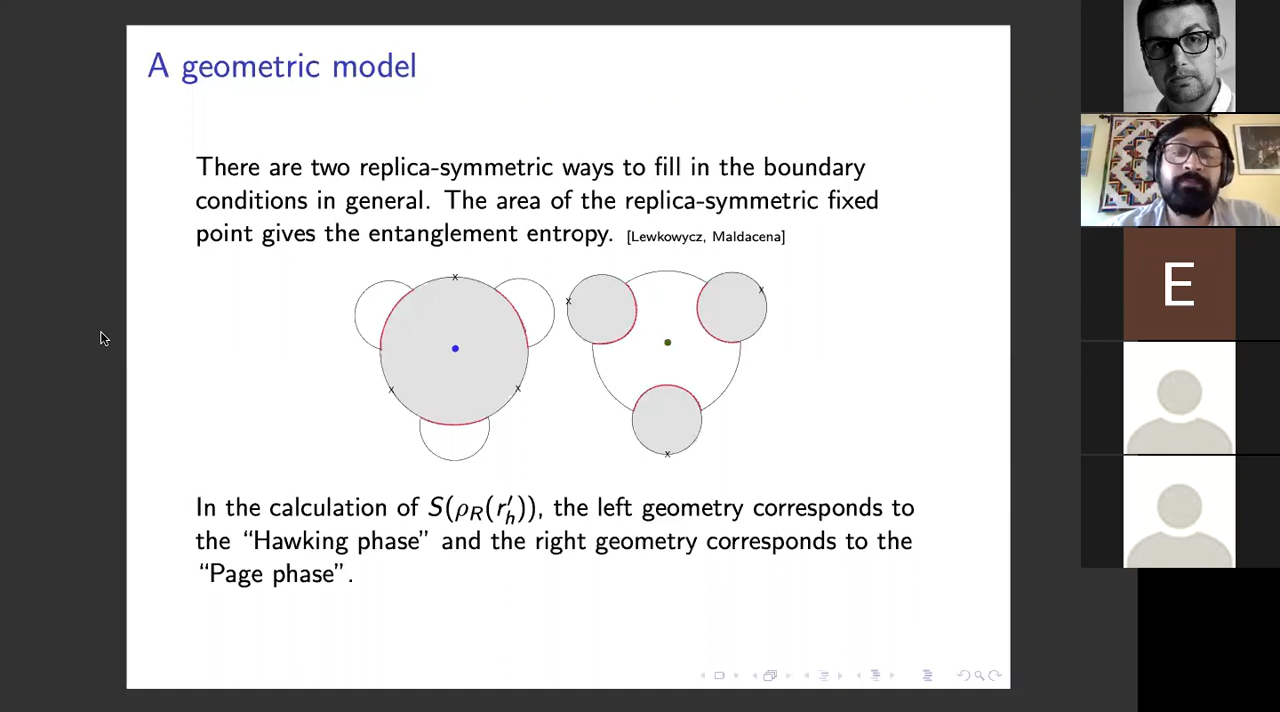 A geometric model
There are two replica-symmetric ways to fill in the boundary
conditions in general. The area of the replica-symmetric fixed
point gives the entanglement entropy. [Lewkowycz, Maldacena]
x
x
x
x
x
x
In the calculation of S(ρ_R(r′_h)), the left geometry corresponds to
the “Hawking phase” and the right geometry corresponds to the
“Page phase”.
E